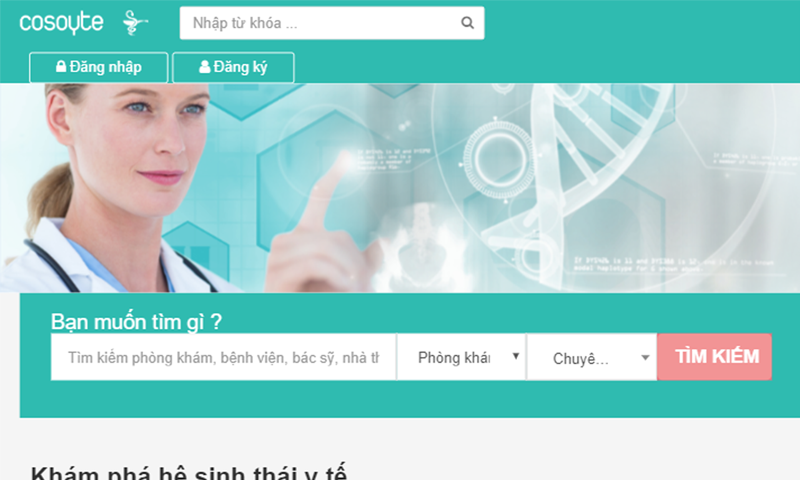 cosoyte
Nhập từ khóa ...
Đăng nhập
Đăng ký
Bạn muốn tìm gì ?
Tìm kiếm phòng khám, bệnh viện, bác sỹ, nhà th
Phòng khán
Chuyê...
TÌM KIẾM
Khám phá hệ sinh thái y tế